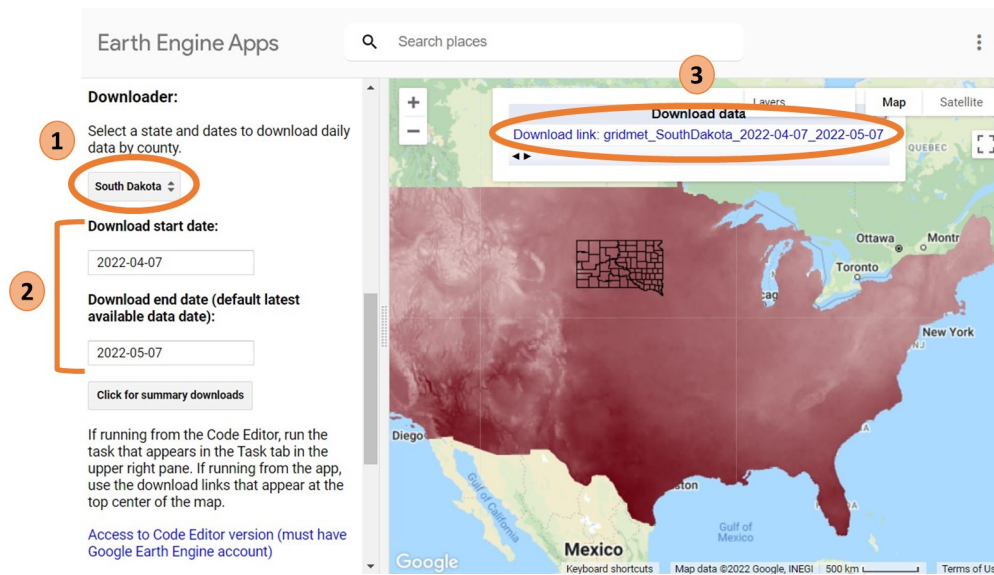 Earth Engine Apps
Search places
3
Downloader:
1
Select a state and dates to download daily
data by county.
South Dakota
2
Download start date:
2022-04-07
Download end date (default latest
available data date):
2022-05-07
Click for summary downloads
If running from the Code Editor, run the
task that appears in the Task tab in the
upper right pane. If running from the app,
use the download links that appear at the
top center of the map.
Access to Code Editor version (must have
Google Earth Engine account)
+
−
Layers
Map
Satellite
Download data
Download link: gridmet_SouthDakota_2022-04-07_2022-05-07
QUEBEC
Ottawa
Montr
Toronto
cag
New York
NJ
Diego
ston
Gulf of
California
Gulf of
Mexico
Mexico
Google
Keyboard shortcuts
Map data ©2022 Google, INEGI
500 km
Terms of Us